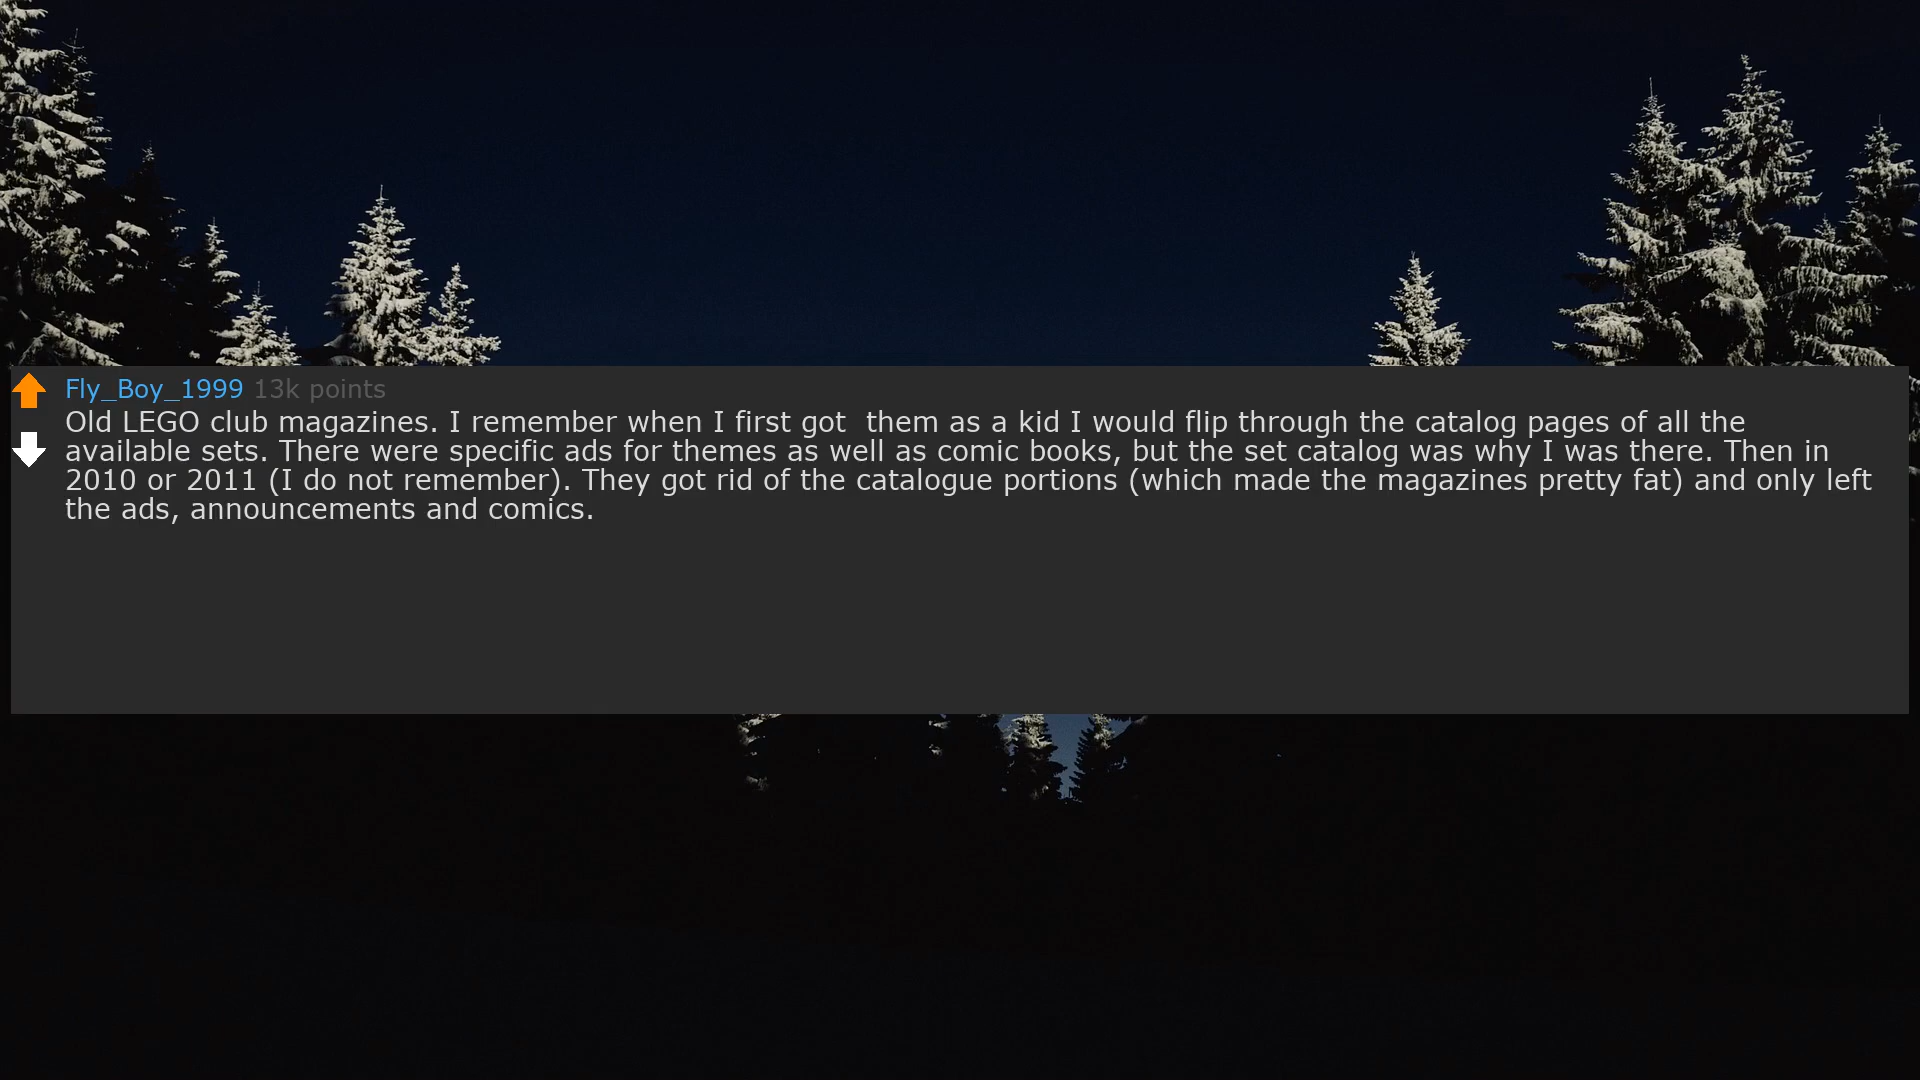 Fly_Boy_1999 13k points
Old LEGO club magazines. I remember when I first got  them as a kid I would flip through the catalog pages of all the
available sets. There were specific ads for themes as well as comic books, but the set catalog was why I was there. Then in
2010 or 2011 (I do not remember). They got rid of the catalogue portions (which made the magazines pretty fat) and only left
the ads, announcements and comics.